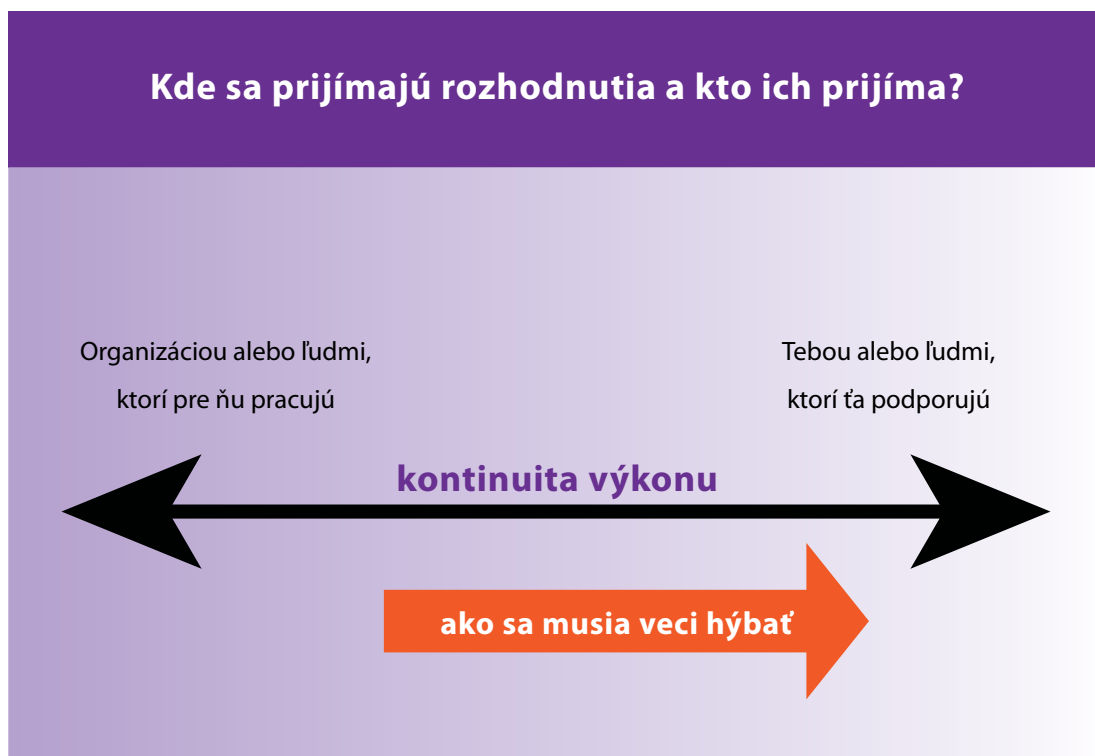 Kde sa prijímajú rozhodnutia a kto ich prijíma?
Organizáciou alebo ľudmi,
ktorí pre ňu pracujú
Tebou alebo ľudmi,
ktorí ťa podporujú
kontinuita výkonu
ako sa musia veci hýbať